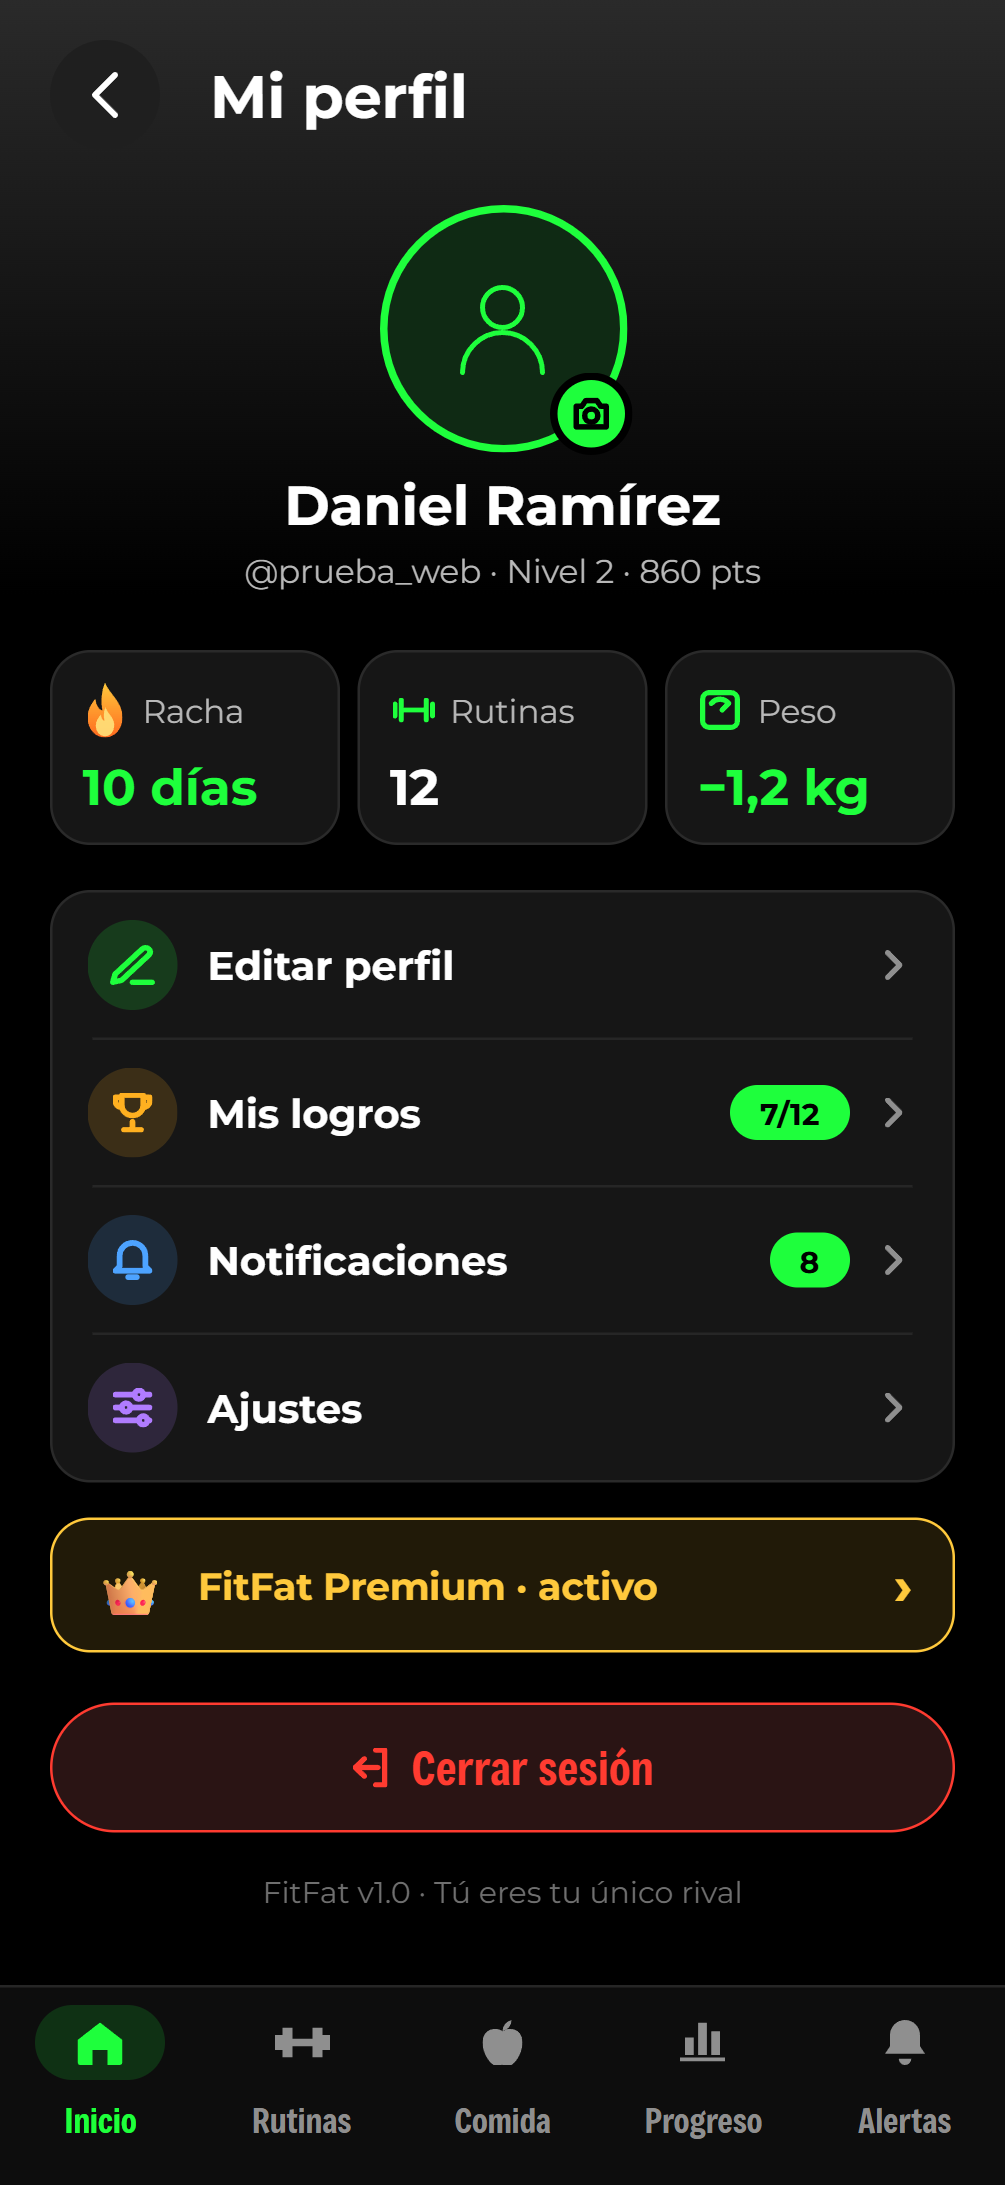 Mi perfil
Daniel Ramírez
@prueba_web · Nivel 2 · 860 pts
Racha
10 días
Rutinas
12
Peso
−1,2 kg
Editar perfil
Mis logros
7/12
Notificaciones
8
Ajustes
FitFat Premium · activo
Cerrar sesión
FitFat v1.0 · Tú eres tu único rival
Inicio
Rutinas
Comida
Progreso
Alertas